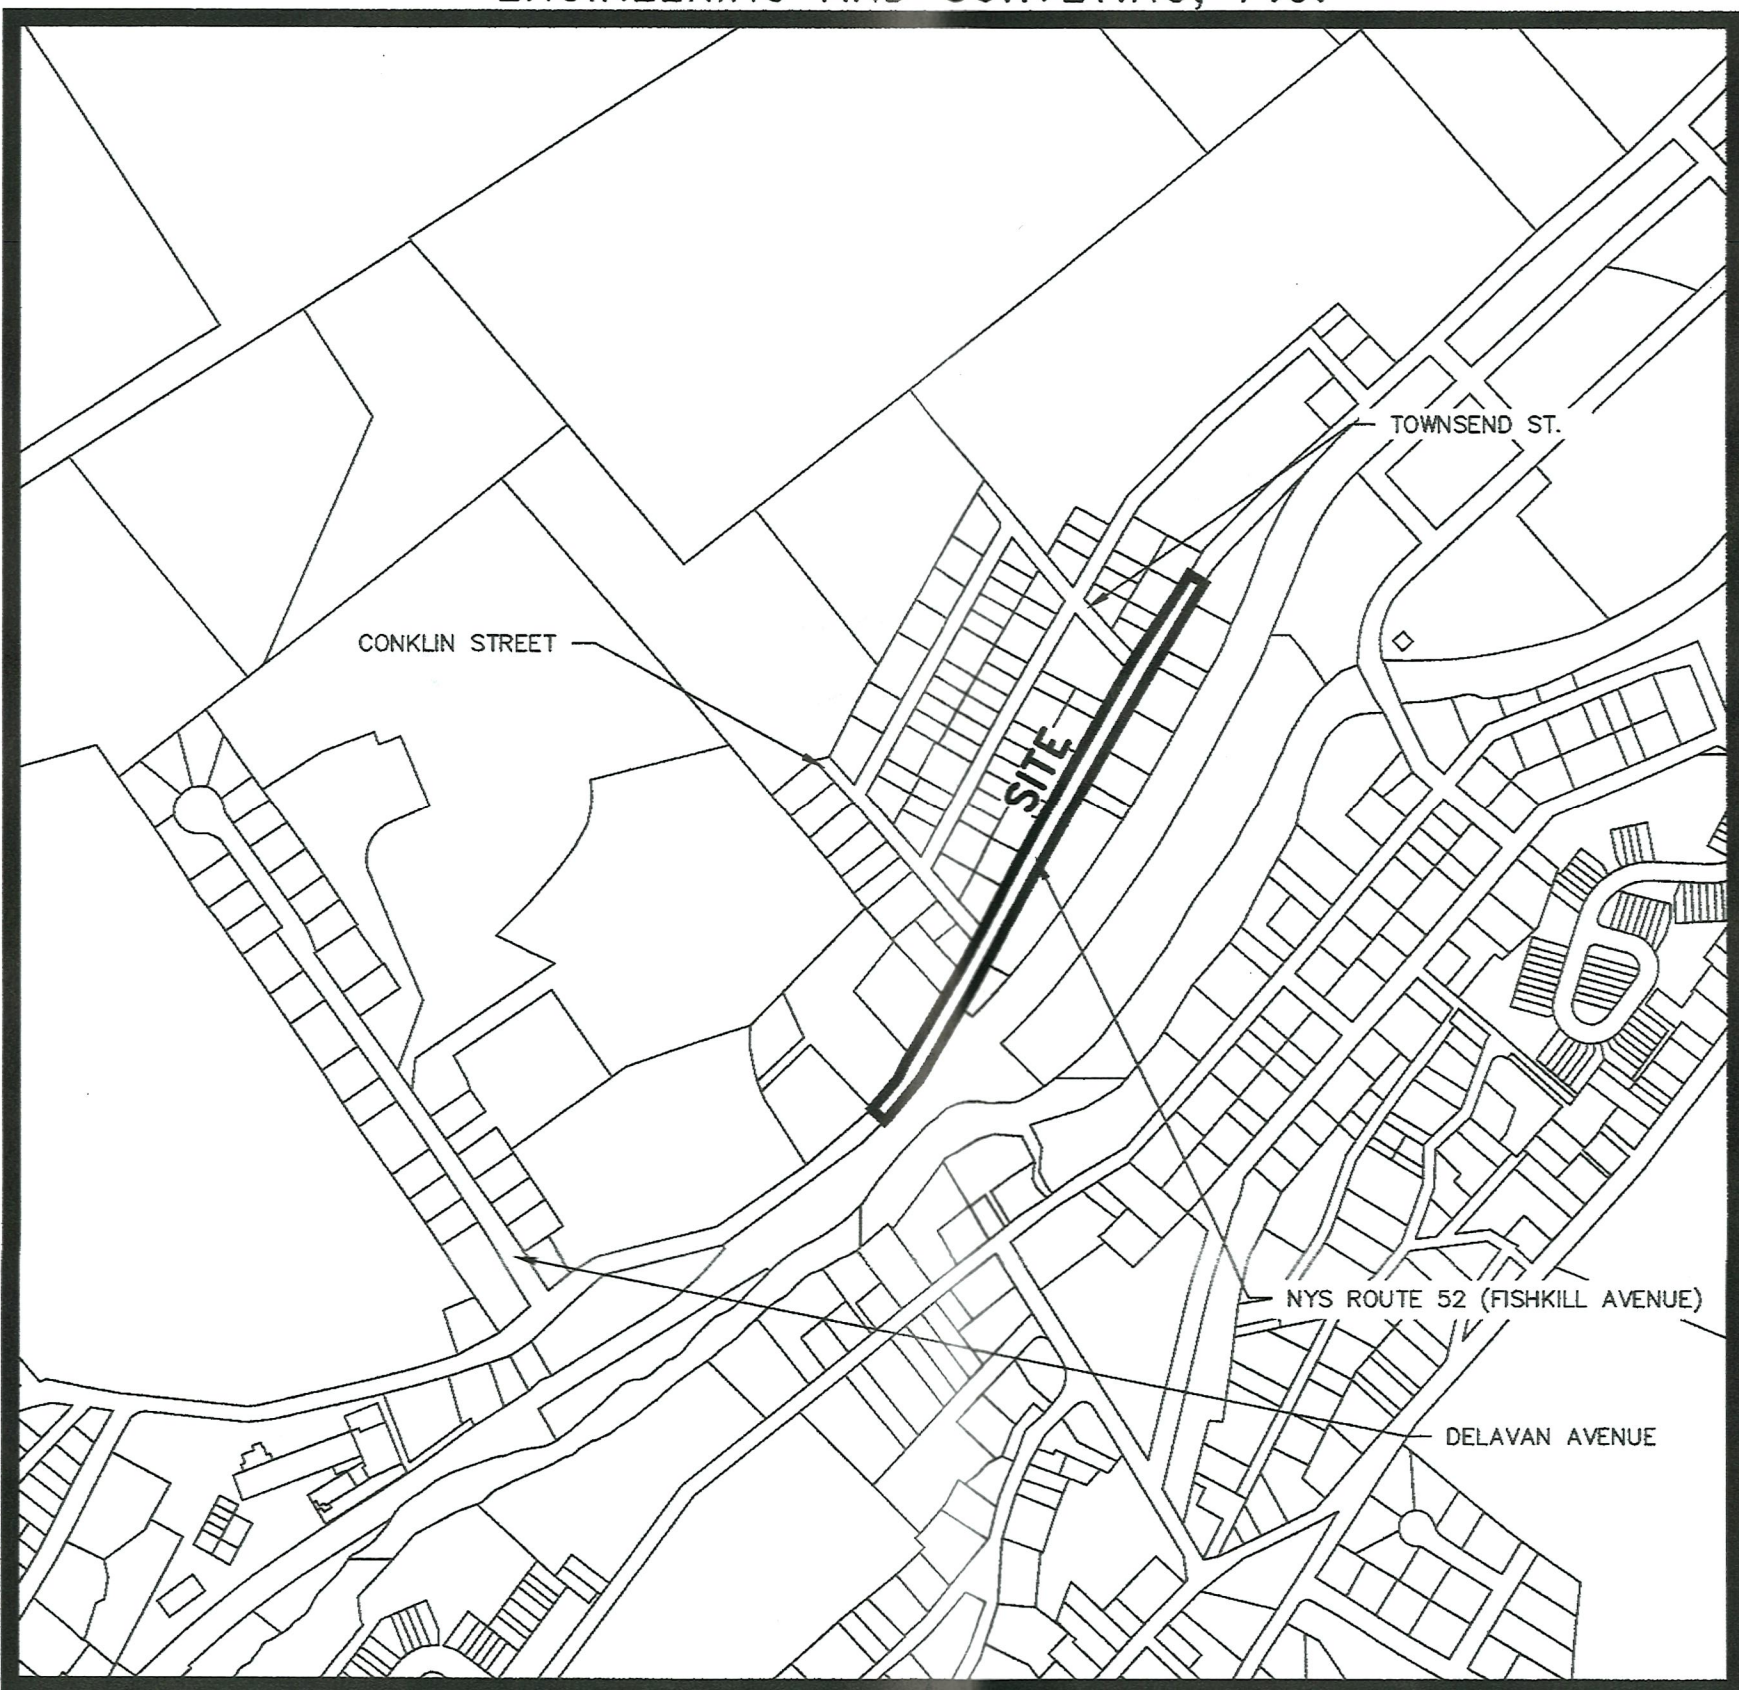 TOWNSEND ST.
CONKLIN STREET
SITE
NYS ROUTE 52 (FISHKILL AVENUE)
DELAVAN AVENUE